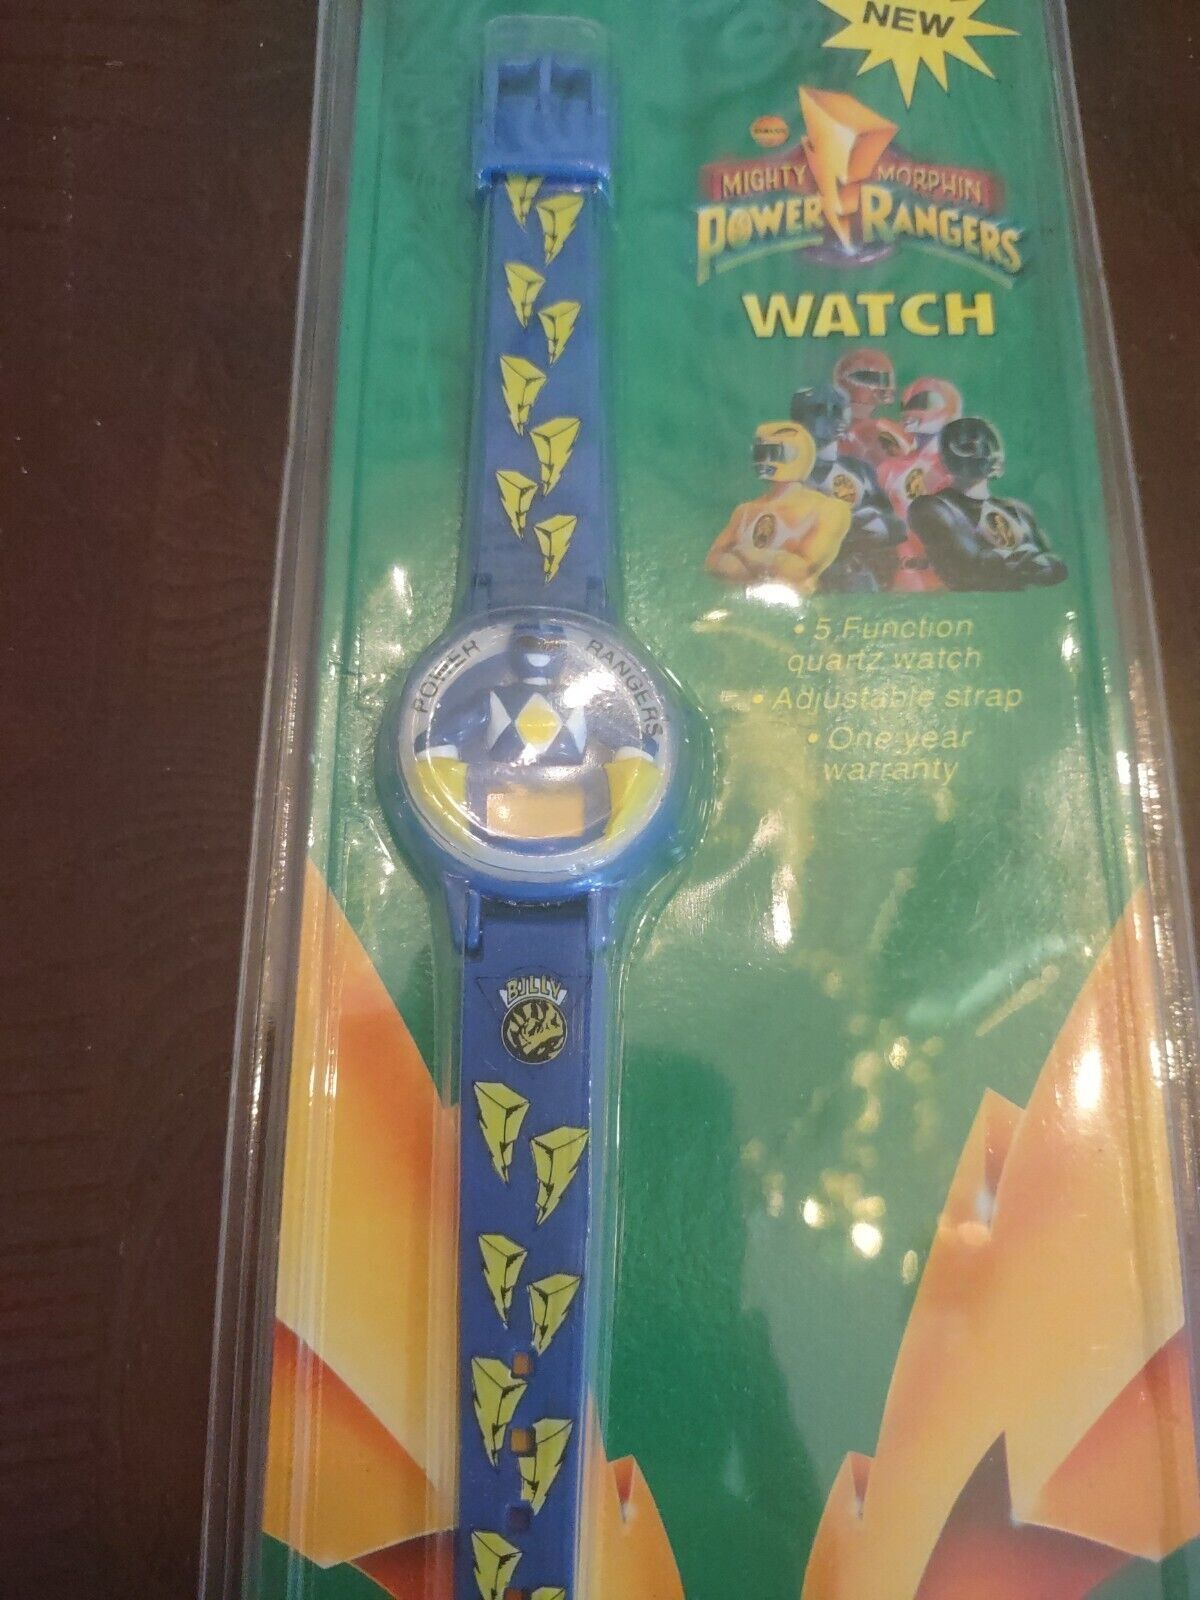 NEW
MIGHTY MORPHIN
POWER RANGERS
WATCH
• 5 Function
quartz watch
• Adjustable strap
• One year
warranty
POWER RANGERS
BILLY